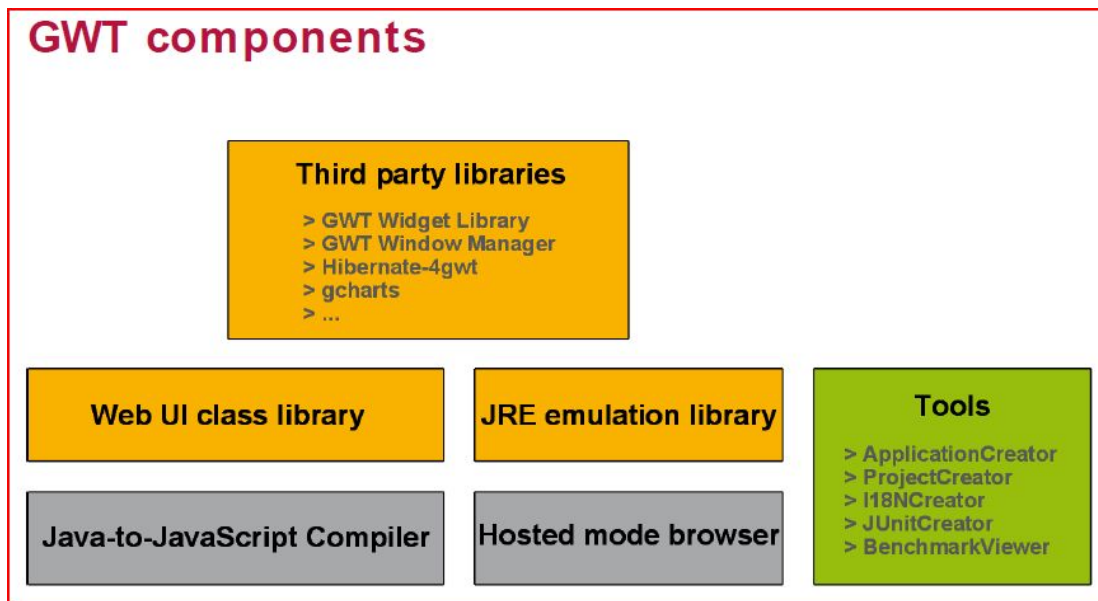 GWT components
Third party libraries
> GWT Widget Library
> GWT Window Manager
> Hibernate-4gwt
> gcharts
> ...
Web UI class library
JRE emulation library
Tools
> ApplicationCreator
> ProjectCreator
> I18NCreator
> JUnitCreator
> BenchmarkViewer
Java-to-JavaScript Compiler
Hosted mode browser